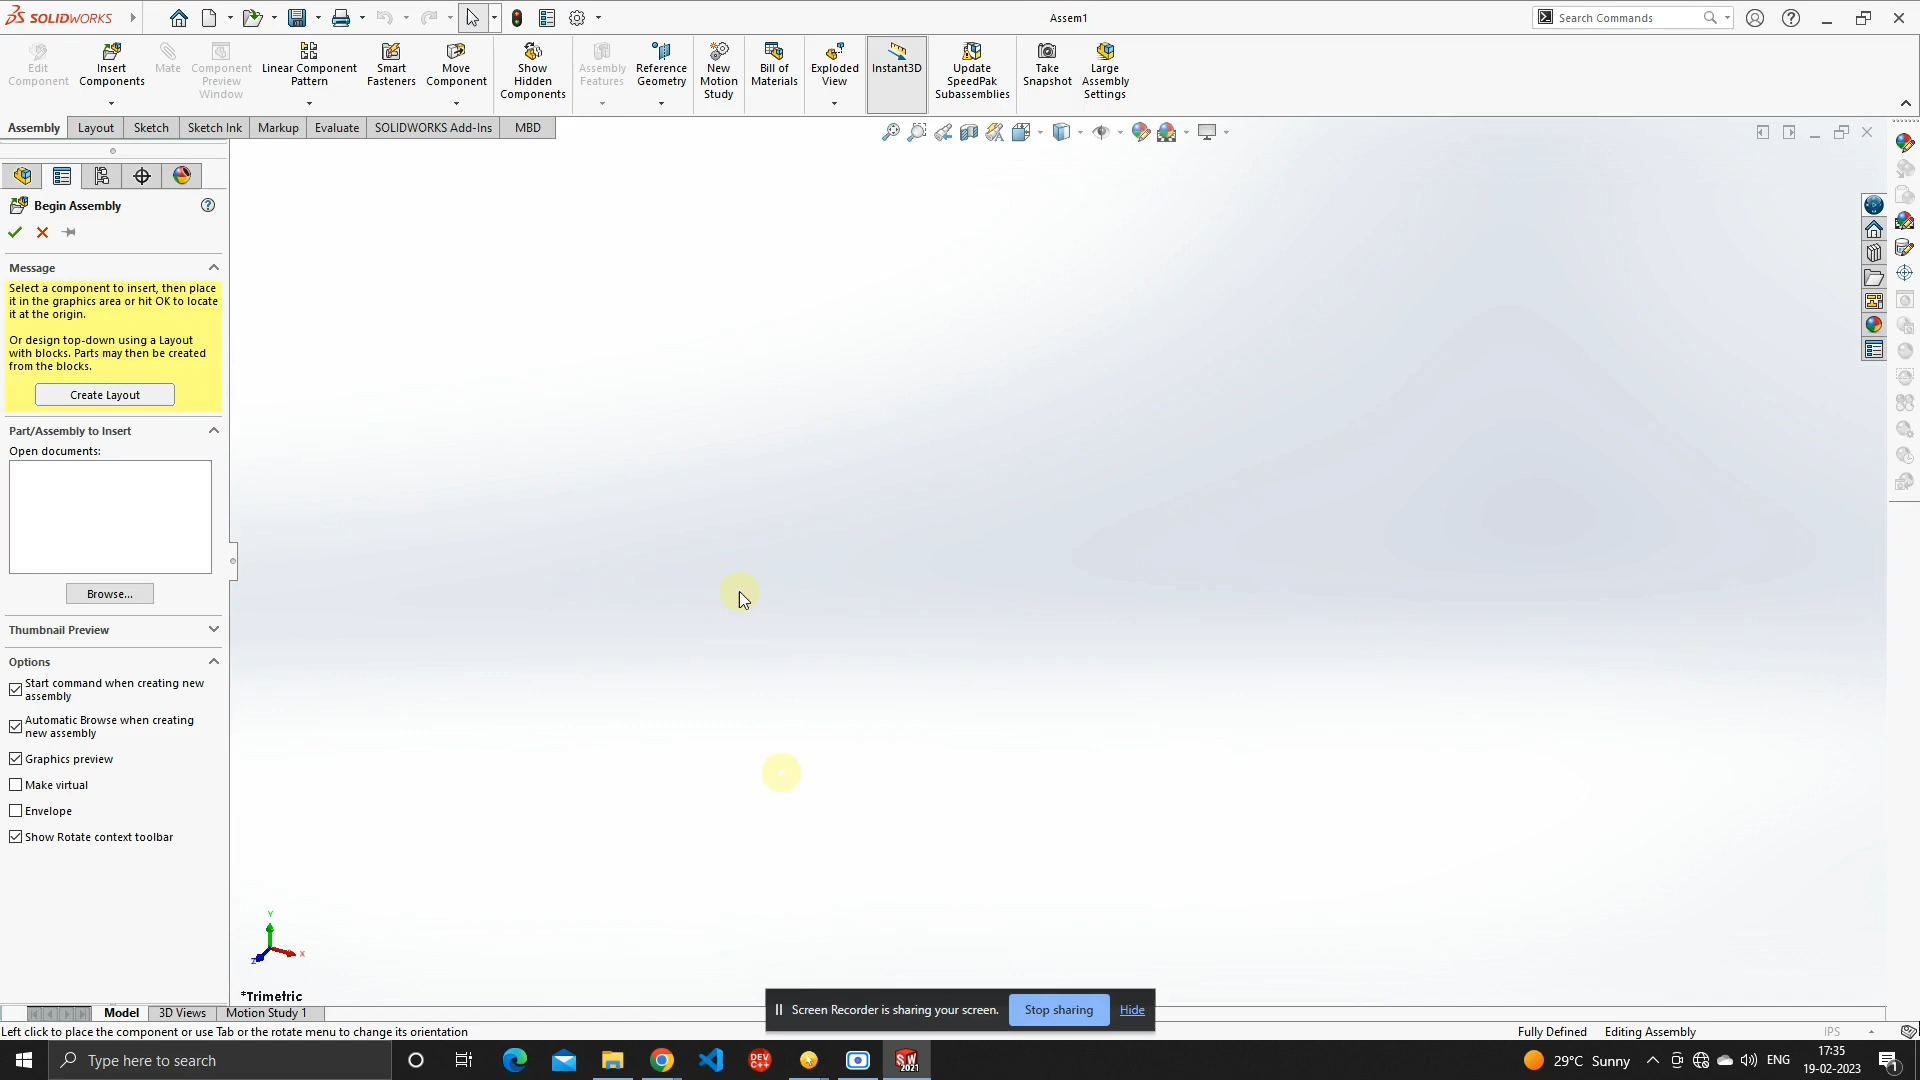 SOLIDWORKS
Assem1
Search Commands
Edit
Component
Insert
Components
Mate
Component
Preview
Window
Linear Component
Pattern
Smart
Fasteners
Move
Component
Show
Hidden
Components
Assembly
Features
Reference
Geometry
New
Motion
Study
Bill of
Materials
Exploded
View
Instant3D
Update
SpeedPak
Subassemblies
Take
Snapshot
Large
Assembly
Settings
Assembly
Layout
Sketch
Sketch Ink
Markup
Evaluate
SOLIDWORKS Add-Ins
MBD
Begin Assembly
Message
Select a component to insert, then place
it in the graphics area or hit OK to locate
it at the origin.
Or design top-down using a Layout
with blocks. Parts may then be created
from the blocks.
Create Layout
Part/Assembly to Insert
Open documents:
Browse...
Thumbnail Preview
Options
Start command when creating new
assembly
Automatic Browse when creating
new assembly
Graphics preview
Make virtual
Envelope
Show Rotate context toolbar
Y
X
Z
*Trimetric
Model
3D Views
Motion Study 1
Screen Recorder is sharing your screen.
Stop sharing
Hide
Left click to place the component or use Tab or the rotate menu to change its orientation
Fully Defined
Editing Assembly
IPS
Type here to search
DEV
C++
SW
2021
29°C Sunny
ENG
17:35
19-02-2023
1